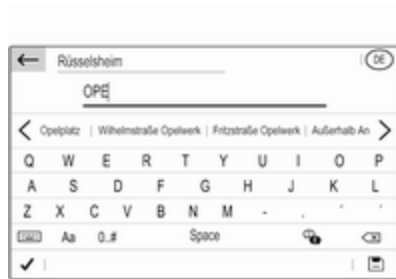 Rüsselsheim
DE
OPE
Opelplatz | Wilhelmstraße Opelwerk | Fritzstraße Opelwerk | Außerhalb An
Q W E R T Y U I O P
A S D F G H J K L
Z X C V B N M - . ´ ´
Aa 0..# Space